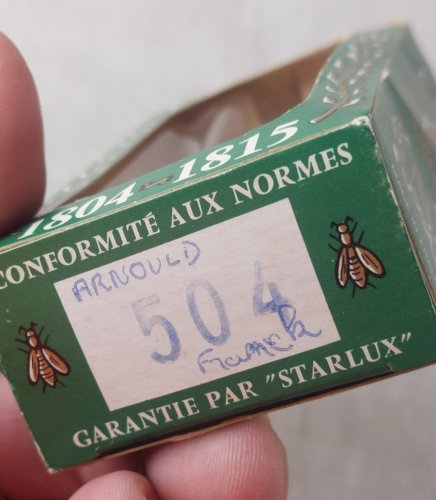 1804 - 1815
CONFORMITÉ AUX NORMES
ARNOULD
504
GARANTIE PAR "STARLUX"